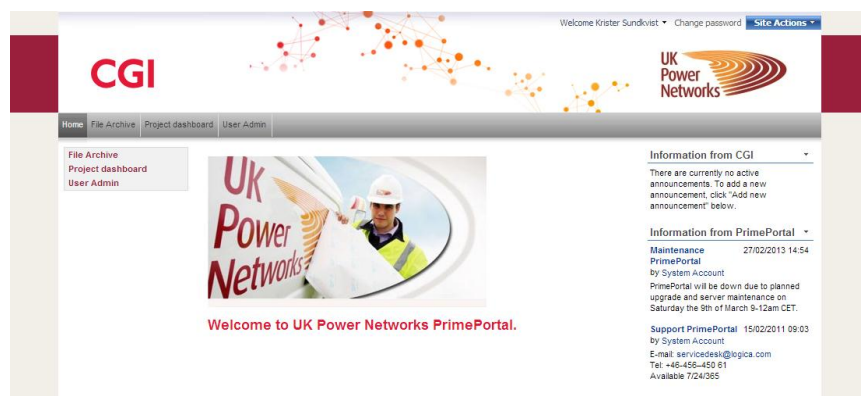 Welcome Krister Sundkvist Change password Site Actions
CGI
UK
Power
Networks
Home File Archive Project dashboard User Admin
File Archive
Project dashboard
User Admin
UK
Power
Networks
Welcome to UK Power Networks PrimePortal.
Information from CGI
There are currently no active
announcements. To add a new
announcement, click "Add new
announcement" below.
Information from PrimePortal
Maintenance 27/02/2013 14:54
PrimePortal
by System Account
PrimePortal will be down due to planned
upgrade and server maintenance on
Saturday the 9th of March 9-12am CET.
Support PrimePortal 15/02/2011 09:03
by System Account
E-mail: servicedesk@logica.com
Tel: +46-456–450 61
Available 7/24/365